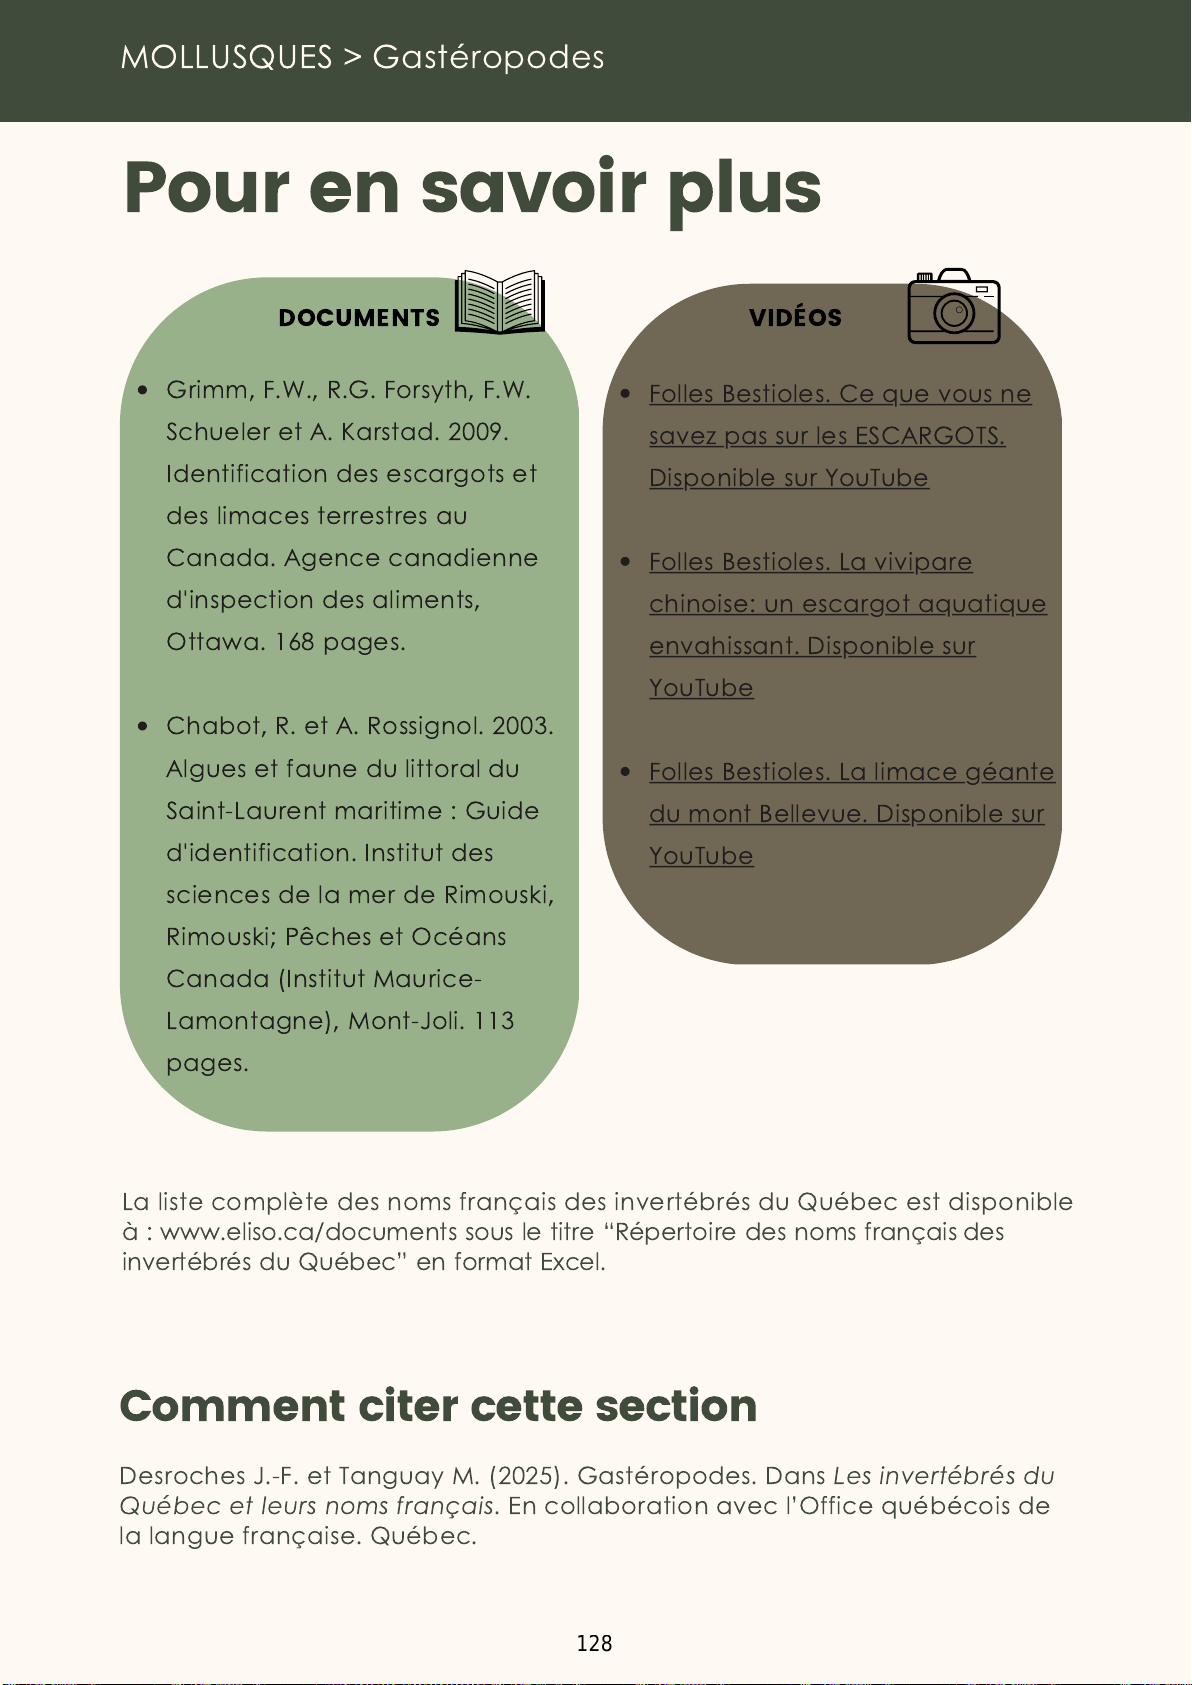 MOLLUSQUES > Gastéropodes
Pour en savoir plus
DOCUMENTS
• Grimm, F.W., R.G. Forsyth, F.W.
Schueler et A. Karstad. 2009.
Identification des escargots et
des limaces terrestres au
Canada. Agence canadienne
d'inspection des aliments,
Ottawa. 168 pages.
• Chabot, R. et A. Rossignol. 2003.
Algues et faune du littoral du
Saint-Laurent maritime : Guide
d'identification. Institut des
sciences de la mer de Rimouski,
Rimouski; Pêches et Océans
Canada (Institut Maurice-
Lamontagne), Mont-Joli. 113
pages.
VIDÉOS
• Folles Bestioles. Ce que vous ne
savez pas sur les ESCARGOTS.
Disponible sur YouTube
• Folles Bestioles. La vivipare
chinoise: un escargot aquatique
envahissant. Disponible sur
YouTube
• Folles Bestioles. La limace géante
du mont Bellevue. Disponible sur
YouTube
La liste complète des noms français des invertébrés du Québec est disponible
à : www.eliso.ca/documents sous le titre “Répertoire des noms français des
invertébrés du Québec” en format Excel.
Comment citer cette section
Desroches J.-F. et Tanguay M. (2025). Gastéropodes. Dans Les invertébrés du
Québec et leurs noms français. En collaboration avec l’Office québécois de
la langue française. Québec.
128